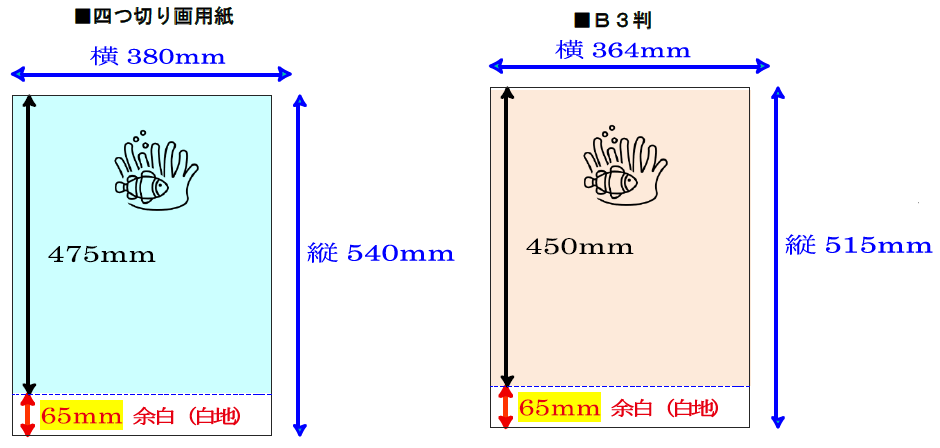 ■四つ切り画用紙
横 380mm
475mm
縦 540mm
65mm 余白（白地）
■Ｂ３判
横 364mm
450mm
縦 515mm
65mm 余白（白地）